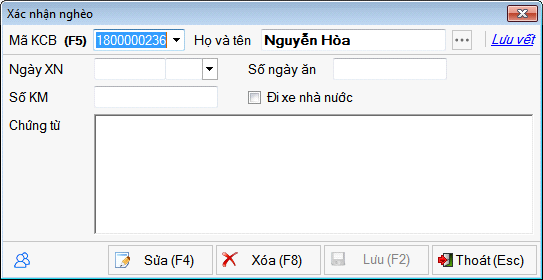 Xác nhận nghèo
Mã KCB (F5) 1800000236 Họ và tên Nguyễn Hòa ... Lưu vết
Ngày XN Số ngày ăn
Số KM Đi xe nhà nước
Chứng từ
Sửa (F4) Xóa (F8) Lưu (F2) Thoát (Esc)